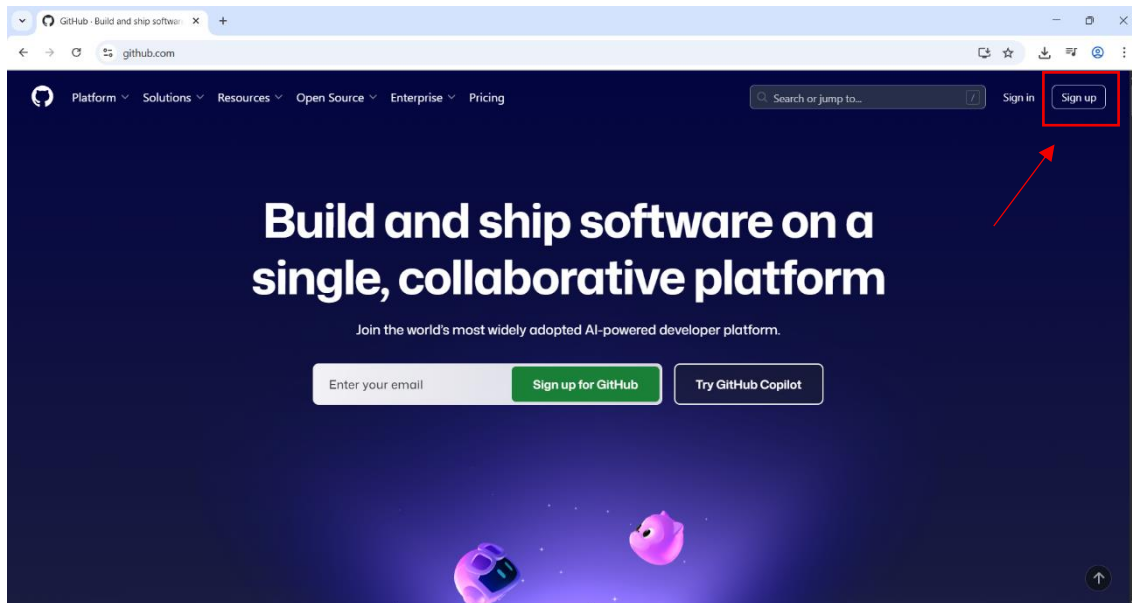 GitHub · Build and ship softwar
github.com
Platform Solutions Resources Open Source Enterprise Pricing Search or jump to... / Sign in Sign up
Build and ship software on a
single, collaborative platform
Join the world's most widely adopted AI-powered developer platform.
Enter your email Sign up for GitHub Try GitHub Copilot